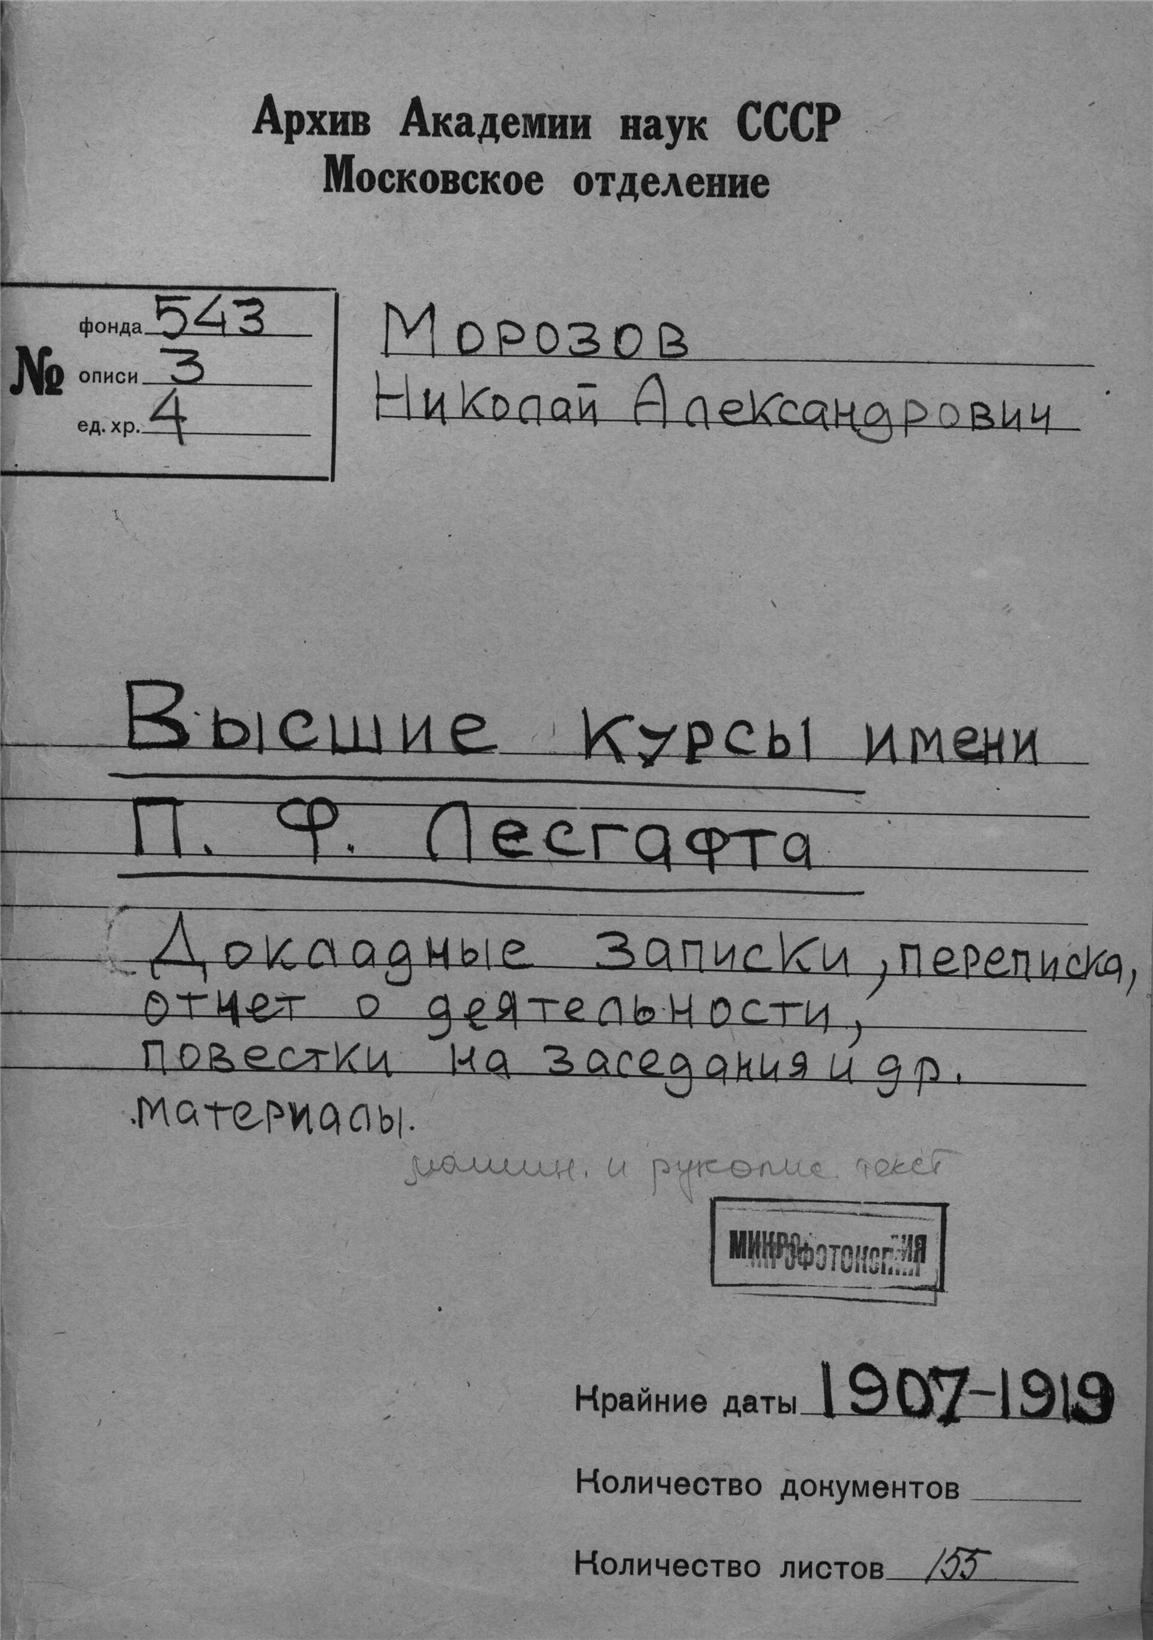 Архив Академии наук СССР
Московское отделение
№
фонда 543
описи 3
ед. хр. 4
Морозов
Николай Александрович
Высшие курсы имени
П. Ф. Лесгафта
Докладные записки, переписка,
отчет о деятельности,
повестки на заседания и др.
материалы.
машин. и рукопис. текст
МИКРОФОТОКОПИЯ
Крайние даты 1907-1919
Количество документов
Количество листов 155